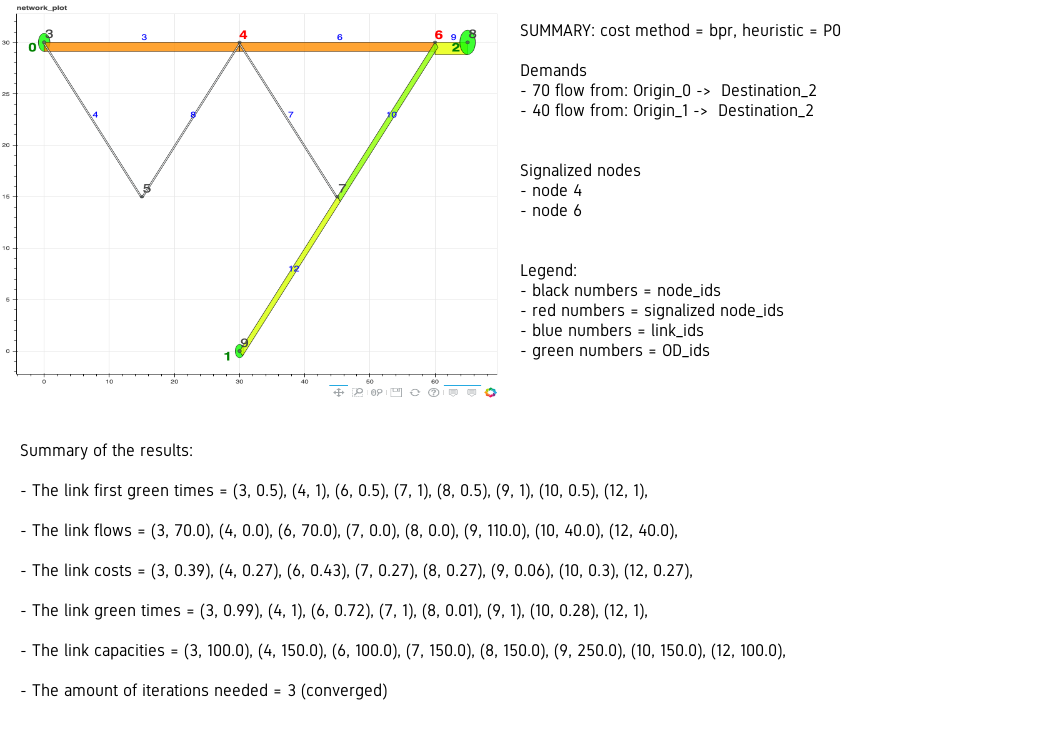 network_plot
3
3
4
6
9
6
8
0
2
30
25
4
8
7
10
20
5
7
15
10
12
5
9
0
1
0
10
20
30
40
50
60
SUMMARY: cost method = bpr, heuristic = P0
Demands
- 70 flow from: Origin_0 -> Destination_2
- 40 flow from: Origin_1 -> Destination_2
Signalized nodes
- node 4
- node 6
Legend:
- black numbers = node_ids
- red numbers = signalized node_ids
- blue numbers = link_ids
- green numbers = OD_ids
Summary of the results:
- The link first green times = (3, 0.5), (4, 1), (6, 0.5), (7, 1), (8, 0.5), (9, 1), (10, 0.5), (12, 1),
- The link flows = (3, 70.0), (4, 0.0), (6, 70.0), (7, 0.0), (8, 0.0), (9, 110.0), (10, 40.0), (12, 40.0),
- The link costs = (3, 0.39), (4, 0.27), (6, 0.43), (7, 0.27), (8, 0.27), (9, 0.06), (10, 0.3), (12, 0.27),
- The link green times = (3, 0.99), (4, 1), (6, 0.72), (7, 1), (8, 0.01), (9, 1), (10, 0.28), (12, 1),
- The link capacities = (3, 100.0), (4, 150.0), (6, 100.0), (7, 150.0), (8, 150.0), (9, 250.0), (10, 150.0), (12, 100.0),
- The amount of iterations needed = 3 (converged)